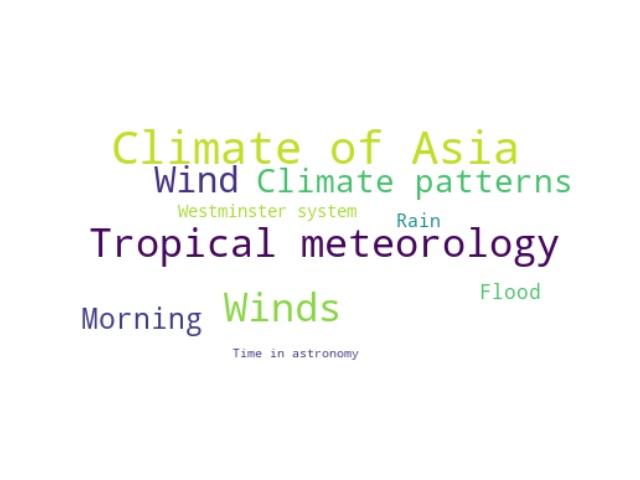 Climate of Asia
Wind Climate patterns
Westminster system
Rain
Tropical meteorology
Flood
Winds
Morning
Time in astronomy